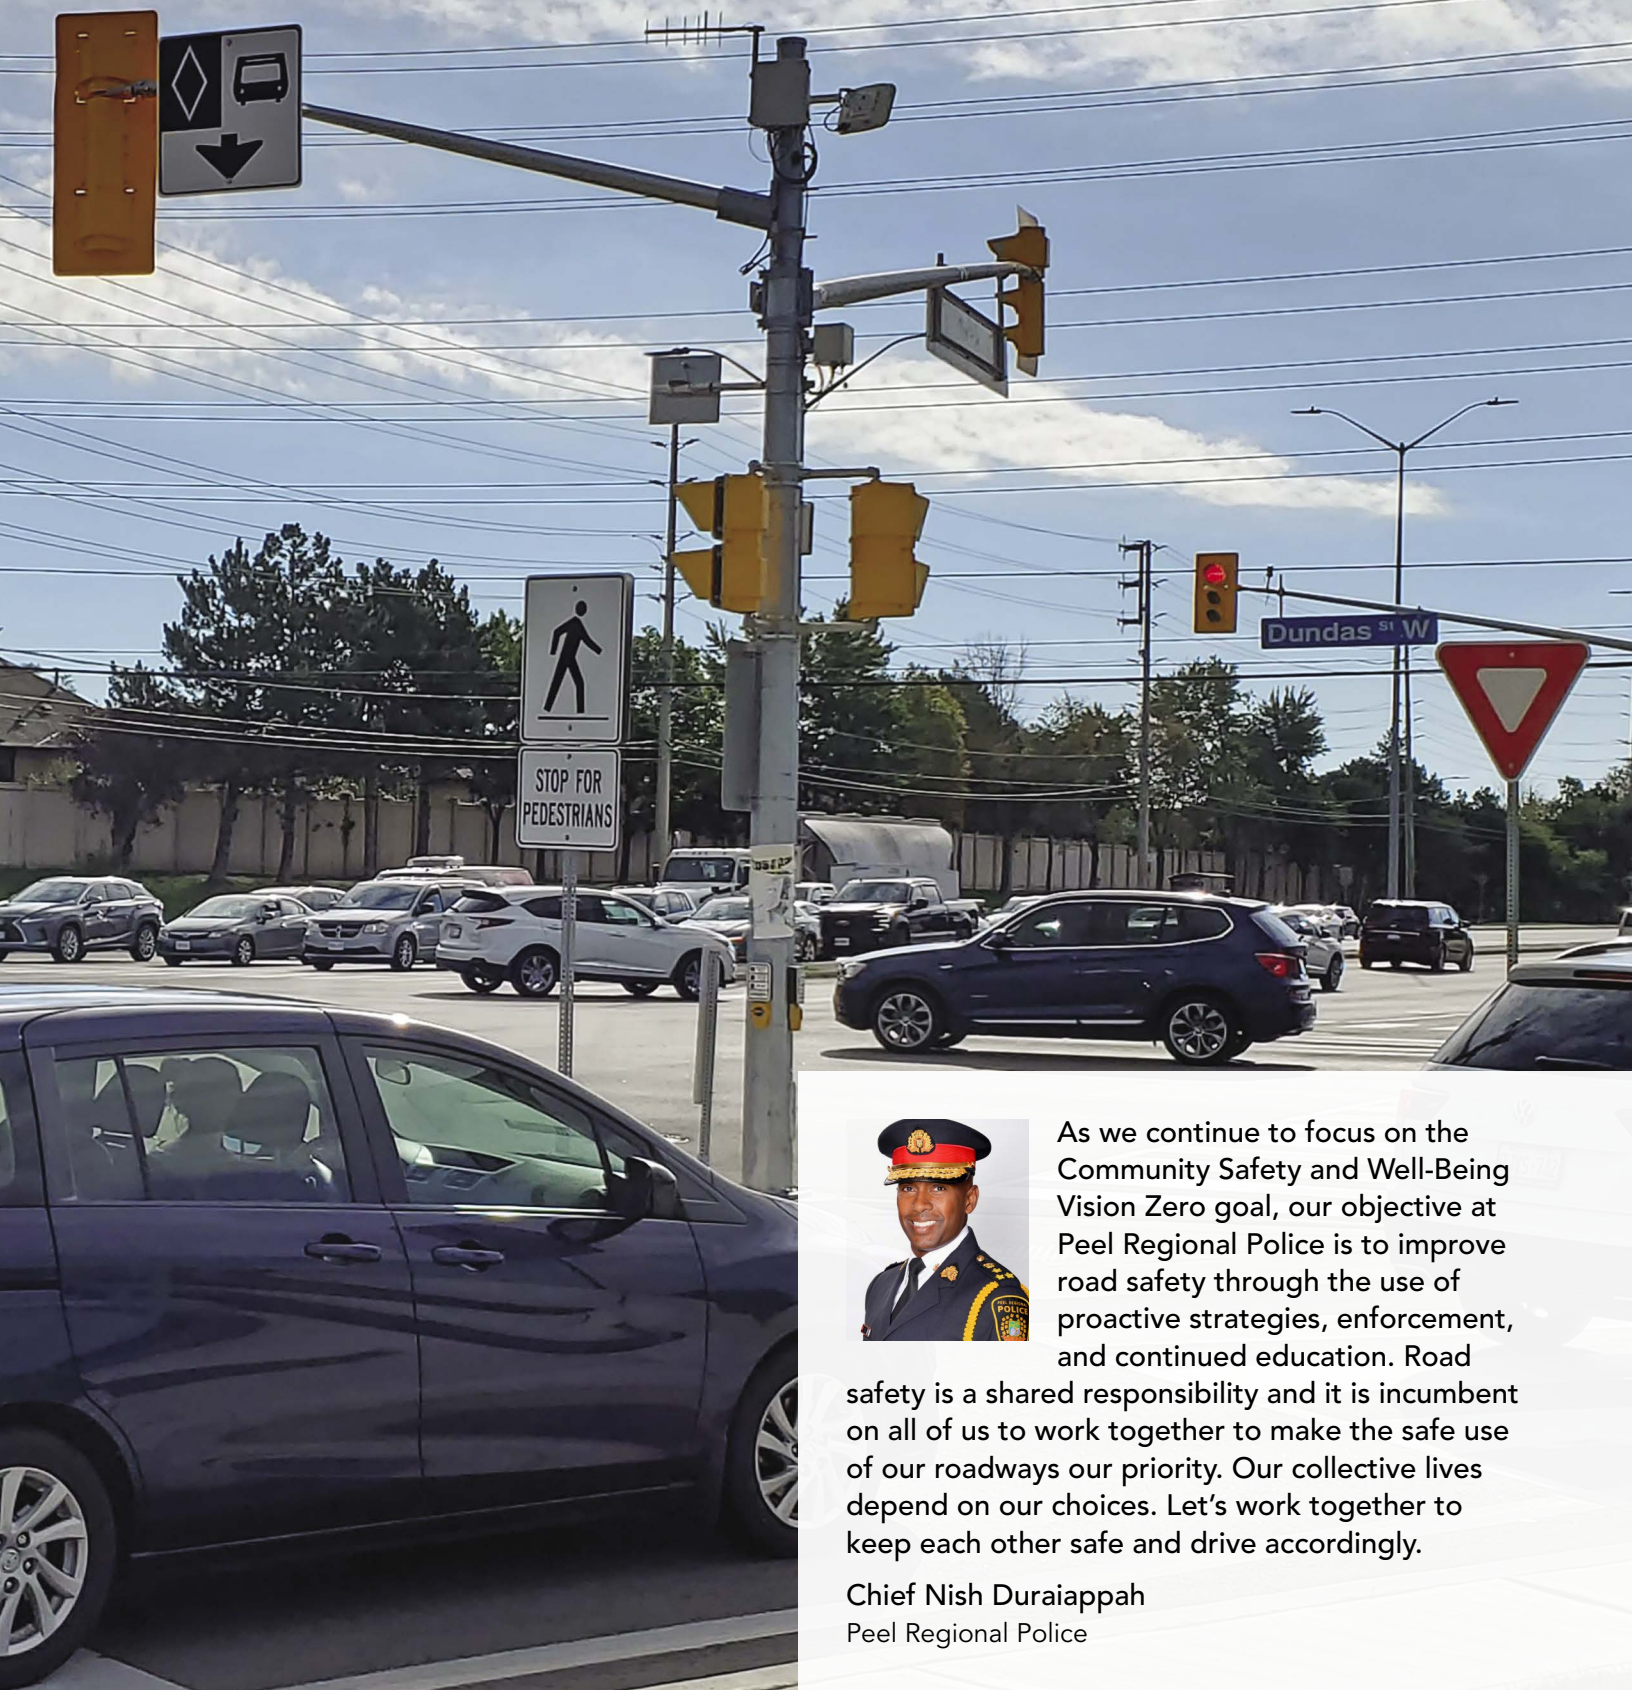 Dundas St W
STOP FOR
PEDESTRIANS
As we continue to focus on the
Community Safety and Well-Being
Vision Zero goal, our objective at
Peel Regional Police is to improve
road safety through the use of
proactive strategies, enforcement,
and continued education. Road
safety is a shared responsibility and it is incumbent
on all of us to work together to make the safe use
of our roadways our priority. Our collective lives
depend on our choices. Let’s work together to
keep each other safe and drive accordingly.
Chief Nish Duraiappah
Peel Regional Police
PEEL REGIONAL
POLICE